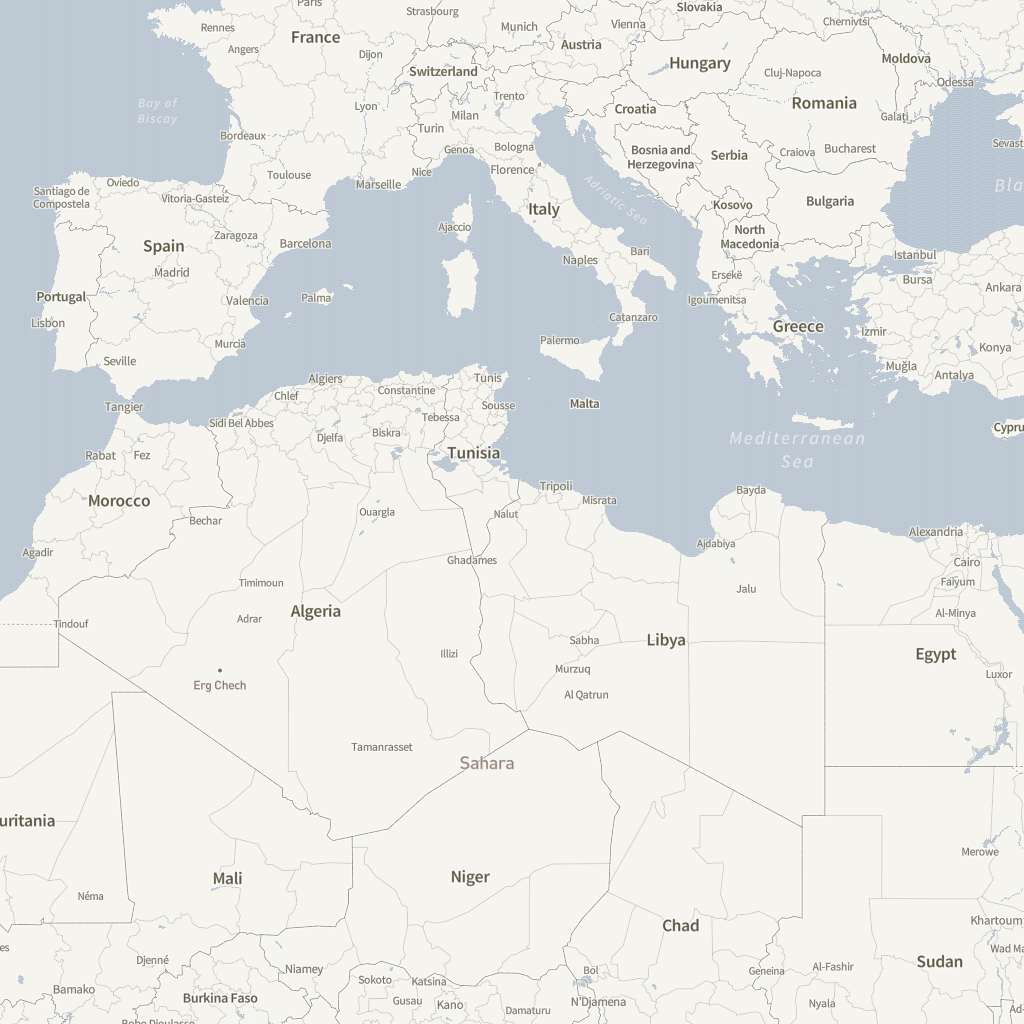 Paris
Strasbourg
Slovakia
Rennes
Munich
Vienna
Chernivtsi
France
Angers
Dijon
Austria
Switzerland
Hungary
Moldova
Cluj-Napoca
Odessa
Bay of
Biscay
Lyon
Trento
Milan
Croatia
Romania
Galați
Turin
Bordeaux
Genoa
Bologna
Bosnia and
Herzegovina
Serbia
Craiova
Bucharest
Sevast
Toulouse
Marseille
Nice
Florence
Adriatic Sea
Bla
Santiago de
Compostela
Oviedo
Vitoria-Gasteiz
Kosovo
Bulgaria
Italy
Ajaccio
Zaragoza
Spain
Barcelona
North
Macedonia
Madrid
Naples
Bari
Istanbul
Ersekë
Bursa
Ankara
Portugal
Valencia
Palma
Igoumenitsa
Lisbon
Catanzaro
Greece
Izmir
Murcia
Palermo
Konya
Seville
Muğla
Antalya
Algiers
Tunis
Chlef
Constantine
Tangier
Sousse
Malta
Sidi Bel Abbes
Tebessa
Djelfa
Biskra
Cypru
Mediterranean
Sea
Rabat
Fez
Tunisia
Tripoli
Misrata
Bayda
Morocco
Ouargla
Nalut
Bechar
Alexandria
Agadir
Ajdabiya
Ghadames
Cairo
Timimoun
Jalu
Faiyum
Algeria
Adrar
Al-Minya
Tindouf
Sabha
Libya
Illizi
Egypt
Murzuq
Luxor
Erg Chech
Al Qatrun
Tamanrasset
Sahara
uritania
Merowe
Mali
Niger
Néma
Chad
Khartoum
es
Wad Ma
Djenné
Niamey
Sokoto
Katsina
Bol
Geneina
Al-Fashir
Sudan
Bamako
Burkina Faso
Gusau
Kano
N'Djamena
Damaturu
Nyala
Ad
Bobo Dioulasso